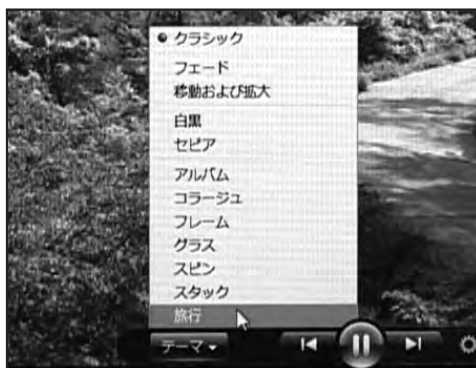 クラシック
フェード
移動および拡大
白黒
セピア
アルバム
コラージュ
フレーム
グラス
スピン
スタック
旅行
テーマ